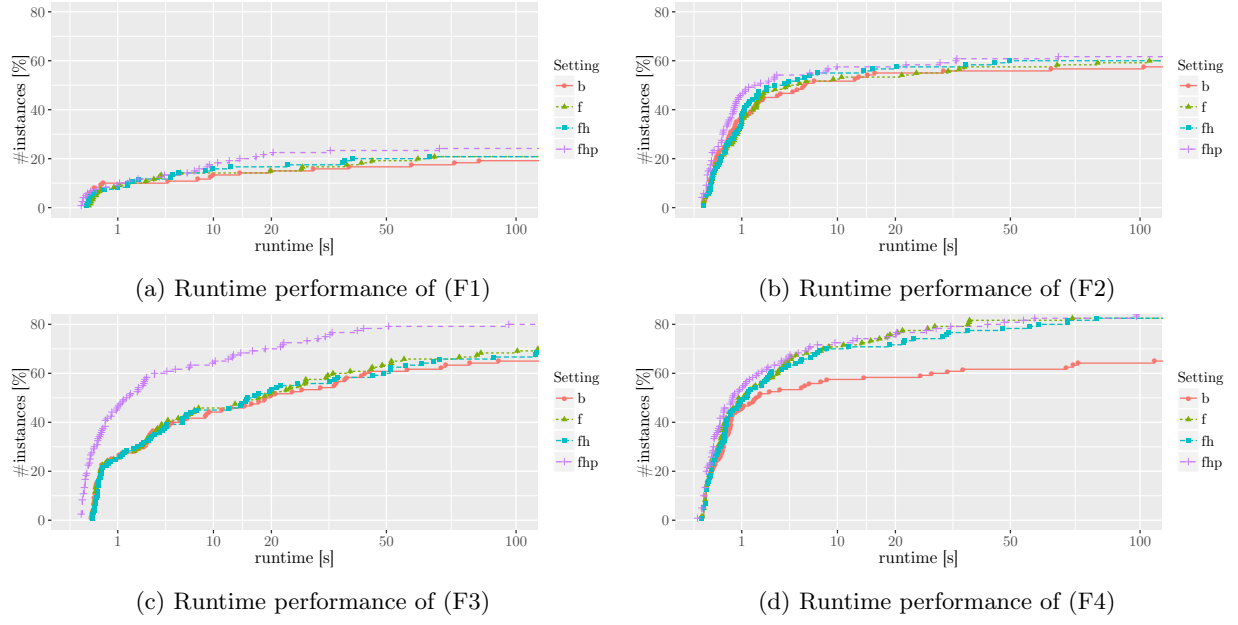 80
60
40
20
0
#instances [%]
1
10
20
50
100
runtime [s]
Setting
b
f
fh
fhp
(a) Runtime performance of (F1)
80
60
40
20
0
#instances [%]
1
10
20
50
100
runtime [s]
Setting
b
f
fh
fhp
(b) Runtime performance of (F2)
80
60
40
20
0
#instances [%]
1
10
20
50
100
runtime [s]
Setting
b
f
fh
fhp
(c) Runtime performance of (F3)
80
60
40
20
0
#instances [%]
1
10
20
50
100
runtime [s]
Setting
b
f
fh
fhp
(d) Runtime performance of (F4)